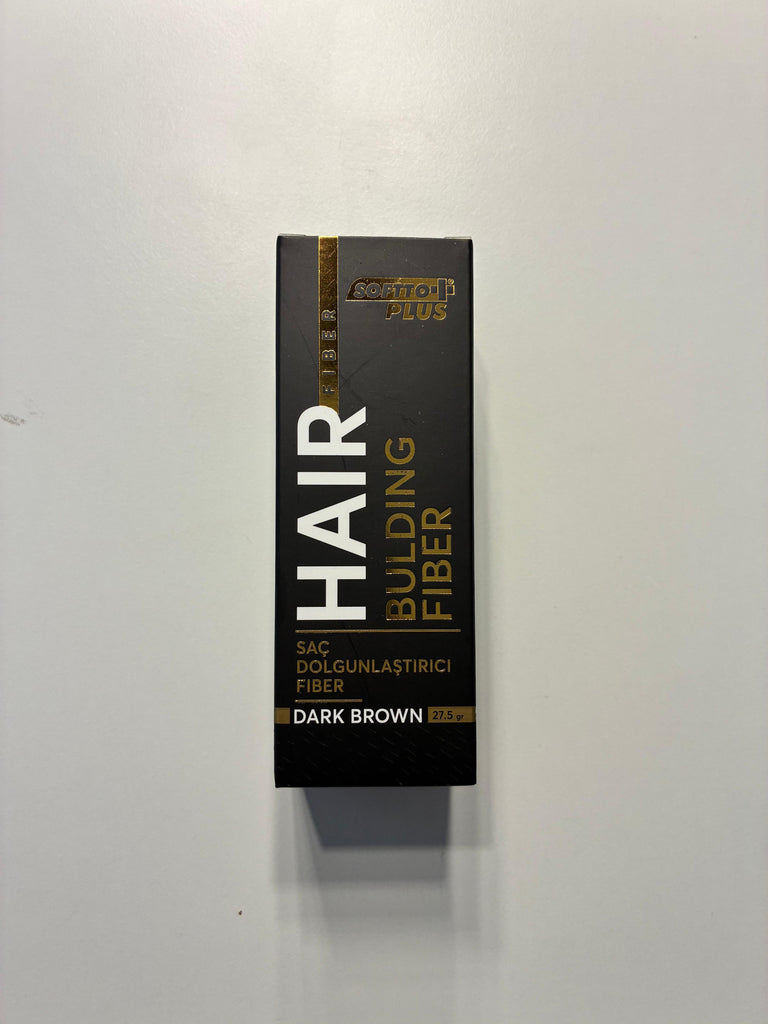 SOFTTO+®
PLUS
FIBER
HAIR
BULDING
FIBER
SAÇ
DOLGUNLAŞTIRICI
FIBER
DARK BROWN 27.5 gr